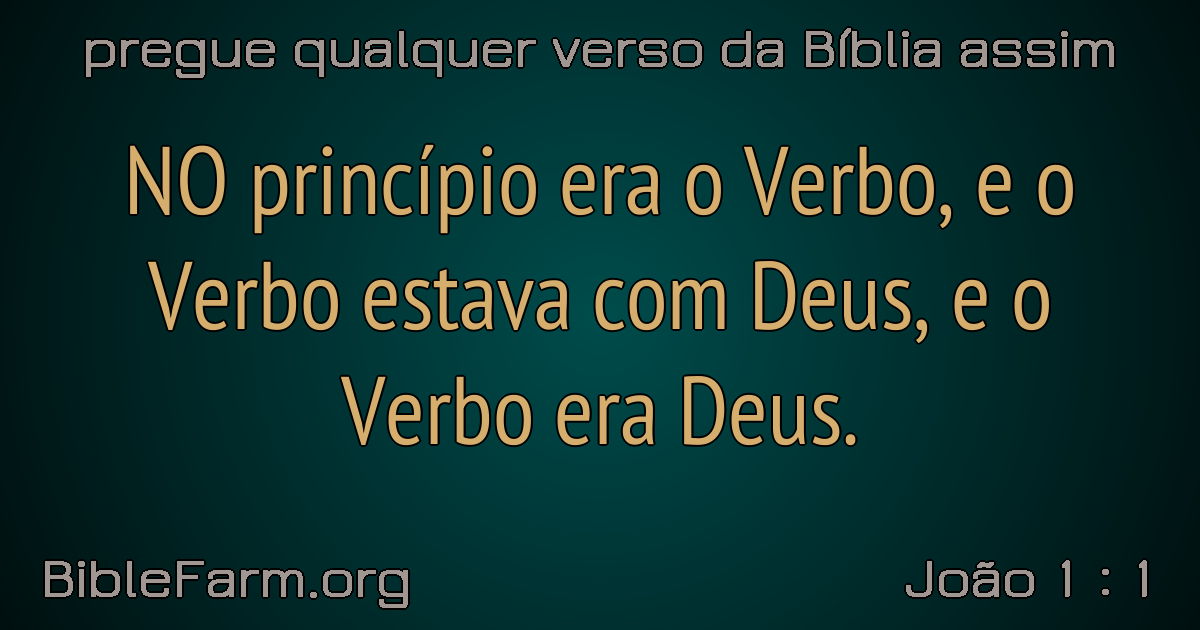 pregue qualquer verso da Bíblia assim
NO princípio era o Verbo, e o
Verbo estava com Deus, e o
Verbo era Deus.
BibleFarm.org
João 1 : 1